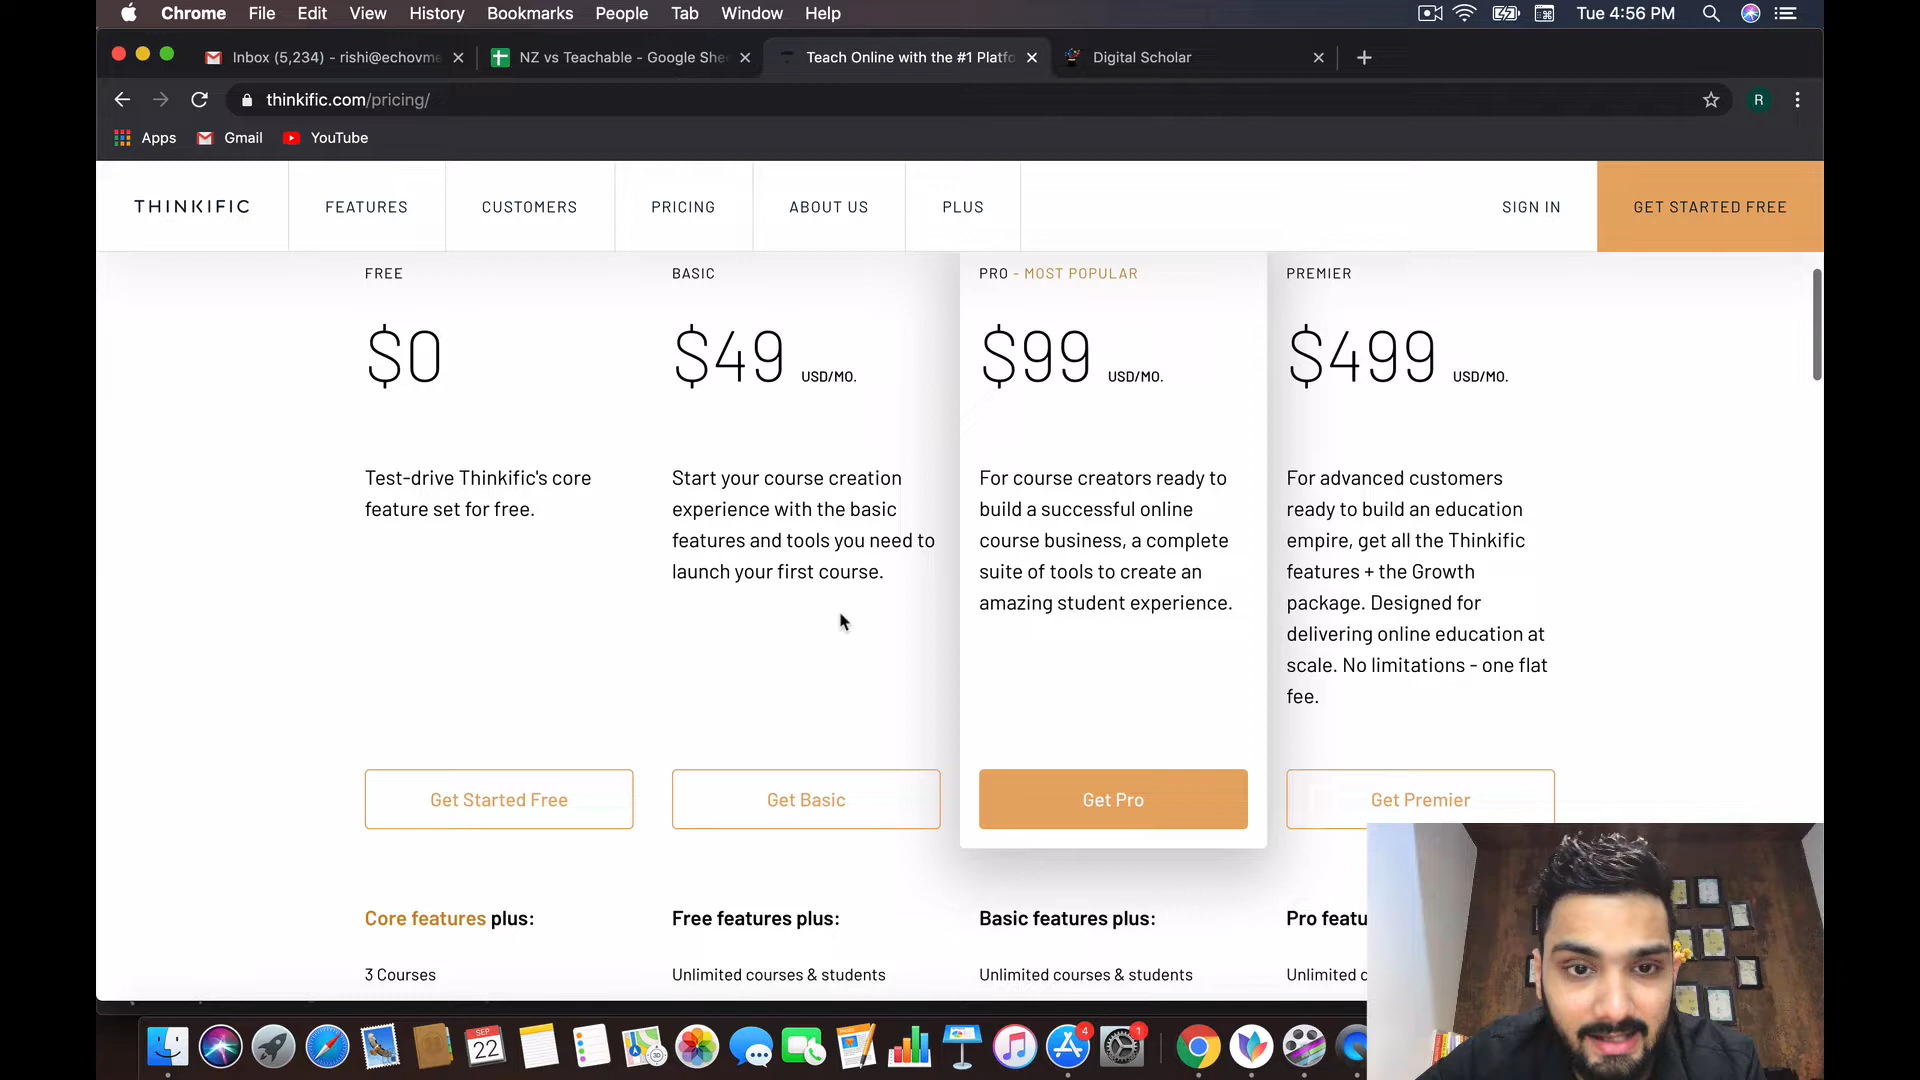 Chrome File Edit View History Bookmarks People Tab Window Help Tue 4:56 PM
Inbox (5,234) - rishi@echovme NZ vs Teachable - Google She Teach Online with the #1 Platfo Digital Scholar
thinkific.com/pricing/ R
Apps Gmail YouTube
THINKIFIC FEATURES CUSTOMERS PRICING ABOUT US PLUS SIGN IN GET STARTED FREE
FREE BASIC PRO - MOST POPULAR PREMIER
$0 $49 USD/MO. $99 USD/MO. $499 USD/MO.
Test-drive Thinkific's core
feature set for free.
Start your course creation
experience with the basic
features and tools you need to
launch your first course.
For course creators ready to
build a successful online
course business, a complete
suite of tools to create an
amazing student experience.
For advanced customers
ready to build an education
empire, get all the Thinkific
features + the Growth
package. Designed for
delivering online education at
scale. No limitations - one flat
fee.
Get Started Free Get Basic Get Pro Get Premier
Core features plus: Free features plus: Basic features plus: Pro featu
3 Courses Unlimited courses & students Unlimited courses & students Unlimited c
SEP
22
4
1